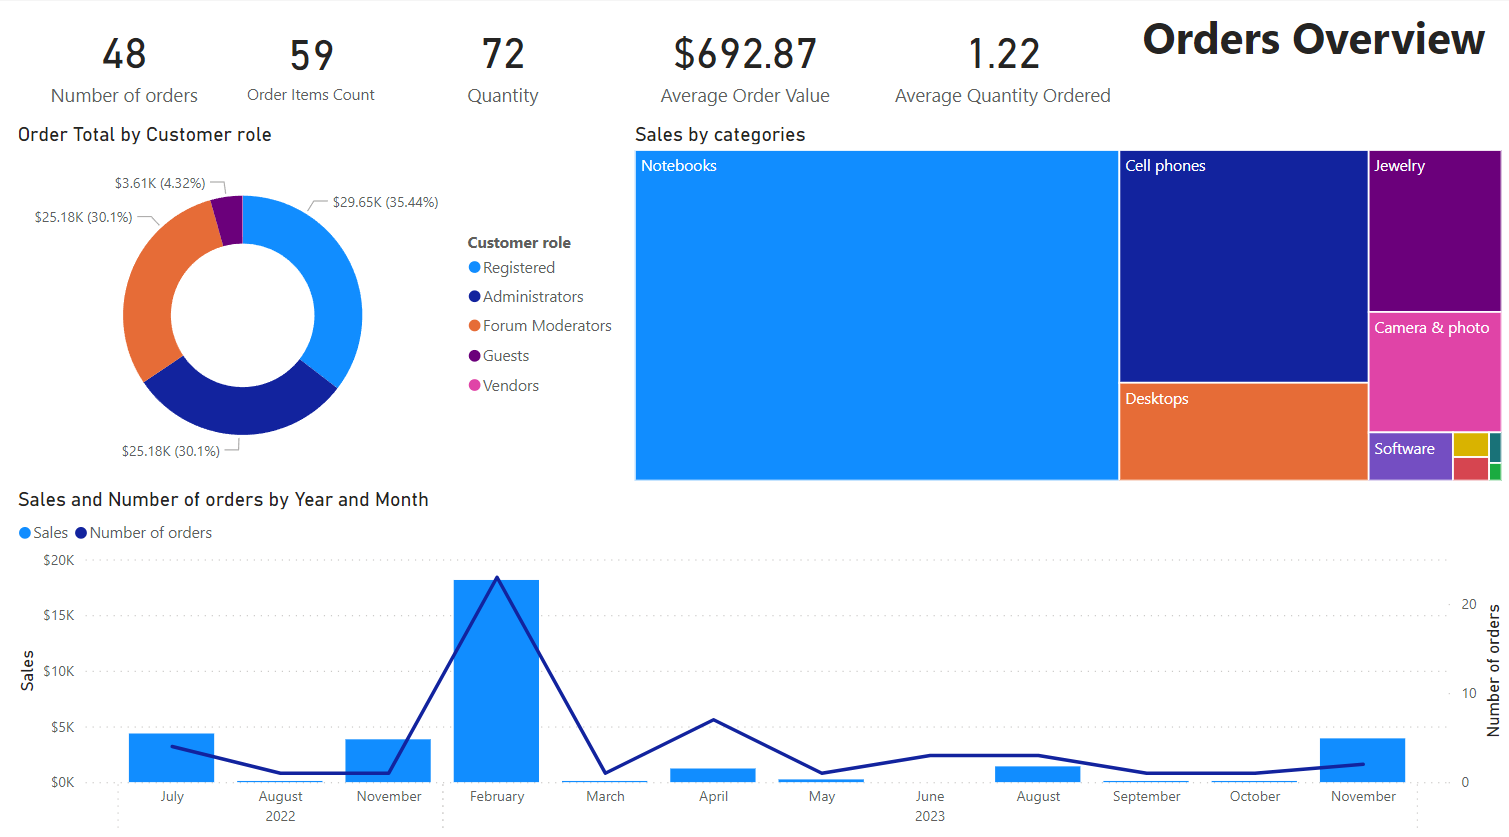 48
Number of orders
59
Order Items Count
72
Quantity
$692.87
Average Order Value
1.22
Average Quantity Ordered
Orders Overview
Order Total by Customer role
$3.61K (4.32%)
$25.18K (30.1%)
$29.65K (35.44%)
$25.18K (30.1%)
Customer role
Registered
Administrators
Forum Moderators
Guests
Vendors
Sales by categories
Notebooks
Cell phones
Desktops
Jewelry
Camera & photo
Software
Sales and Number of orders by Year and Month
Sales
Number of orders
Sales
$20K
$15K
$10K
$5K
$0K
20
10
0
Number of orders
July
August
November
February
March
April
May
June
August
September
October
November
2022
2023